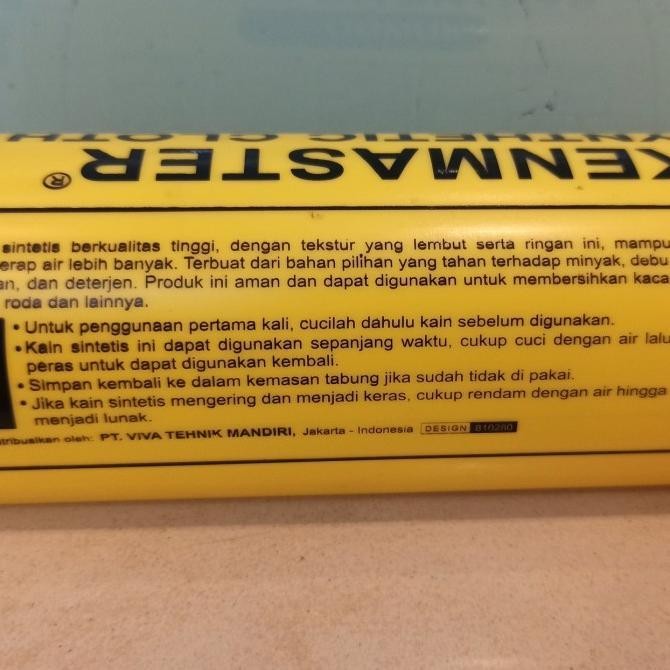 SYNTHETIC CLOTH
KENMASTER®
sintetis berkualitas tinggi, dengan tekstur yang lembut serta ringan ini, mampu
erap air lebih banyak. Terbuat dari bahan pilihan yang tahan terhadap minyak, debu
an, dan deterjen. Produk ini aman dan dapat digunakan untuk membersihkan kaca
roda dan lainnya.
• Untuk penggunaan pertama kali, cucilah dahulu kain sebelum digunakan.
• Kain sintetis ini dapat digunakan sepanjang waktu, cukup cuci dengan air lalu
peras untuk dapat digunakan kembali.
• Simpan kembali ke dalam kemasan tabung jika sudah tidak di pakai.
• Jika kain sintetis mengering dan menjadi keras, cukup rendam dengan air hingga
menjadi lunak.
tribusikan oleh: PT. VIVA TEHNIK MANDIRI, Jakarta - Indonesia DESIGN